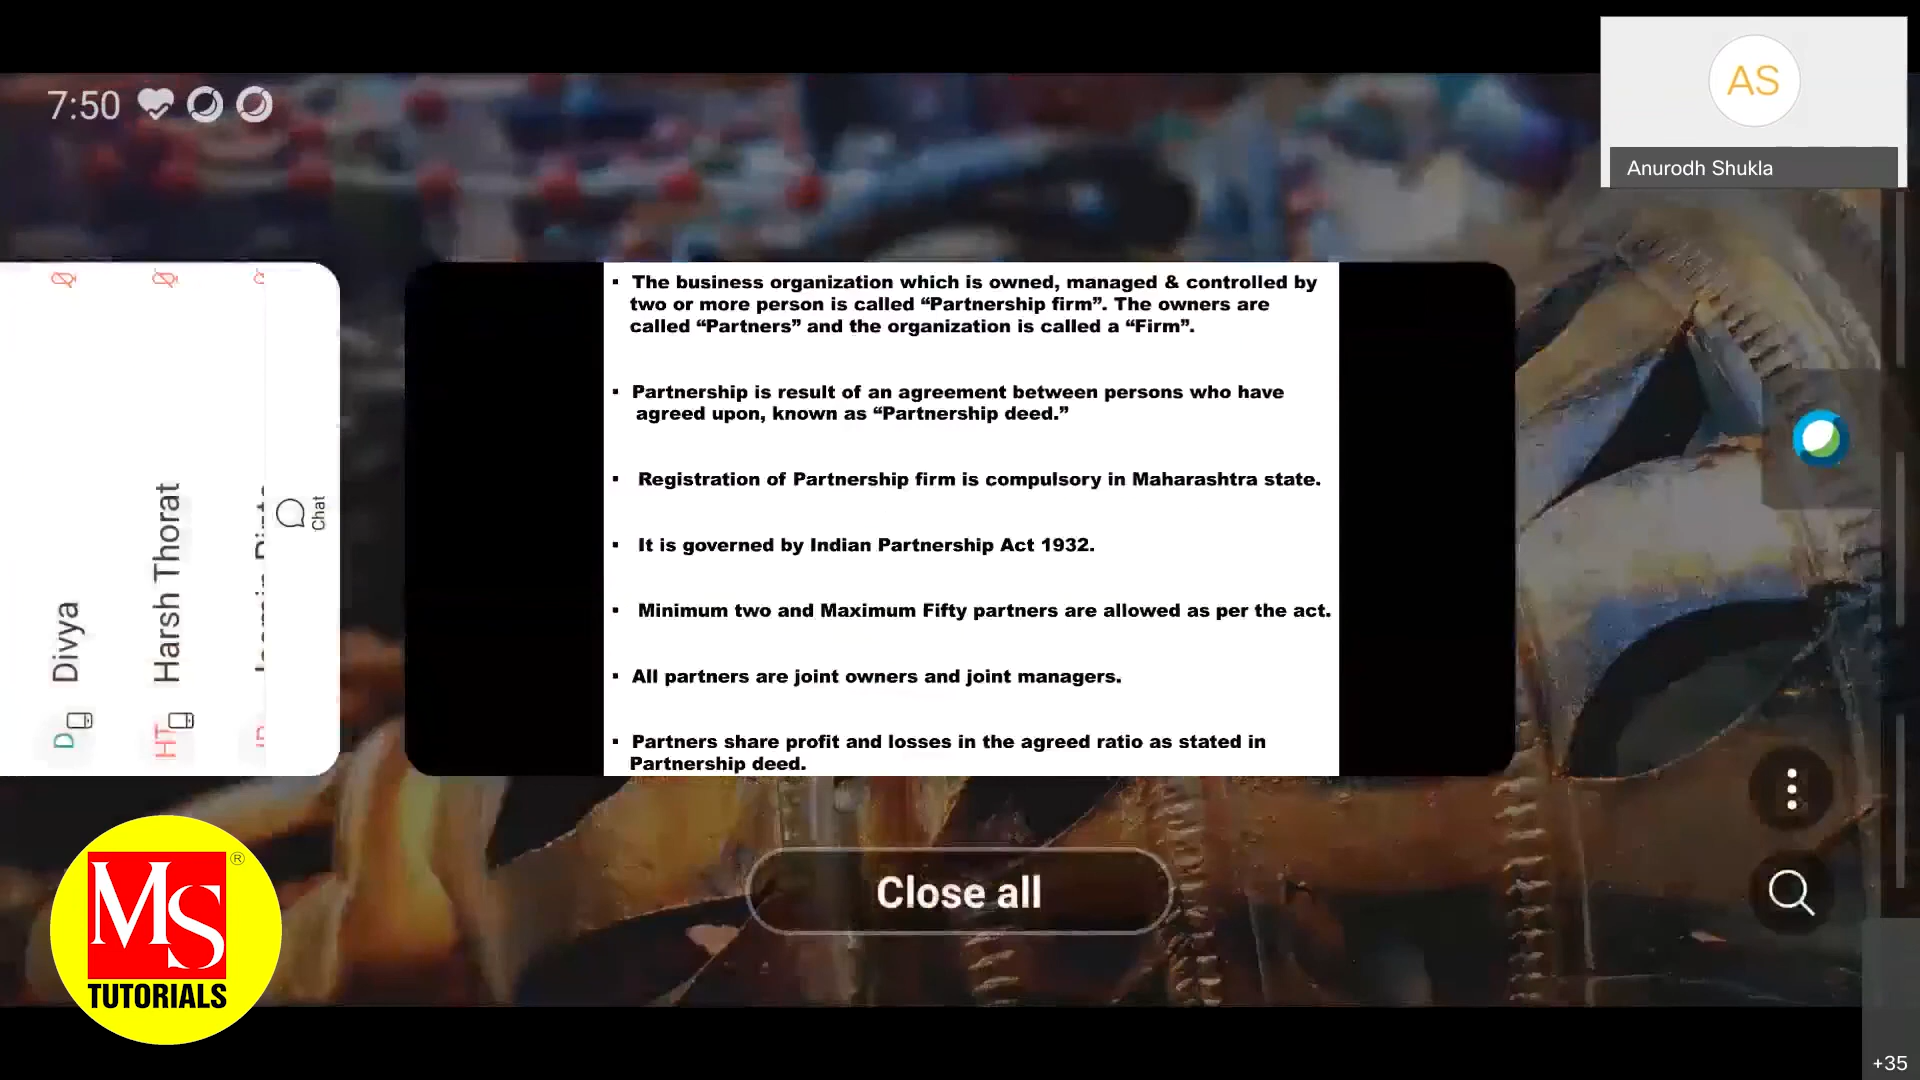 7:50
AS
Anurodh Shukla
▪ The business organization which is owned, managed & controlled by
two or more person is called “Partnership firm”. The owners are
called “Partners” and the organization is called a “Firm”.
▪ Partnership is result of an agreement between persons who have
agreed upon, known as “Partnership deed.”
▪ Registration of Partnership firm is compulsory in Maharashtra state.
▪ It is governed by Indian Partnership Act 1932.
▪ Minimum two and Maximum Fifty partners are allowed as per the act.
▪ All partners are joint owners and joint managers.
▪ Partners share profit and losses in the agreed ratio as stated in
Partnership deed.
D Divya
HT Harsh Thorat
Chat
Close all
MS ®
TUTORIALS
+35